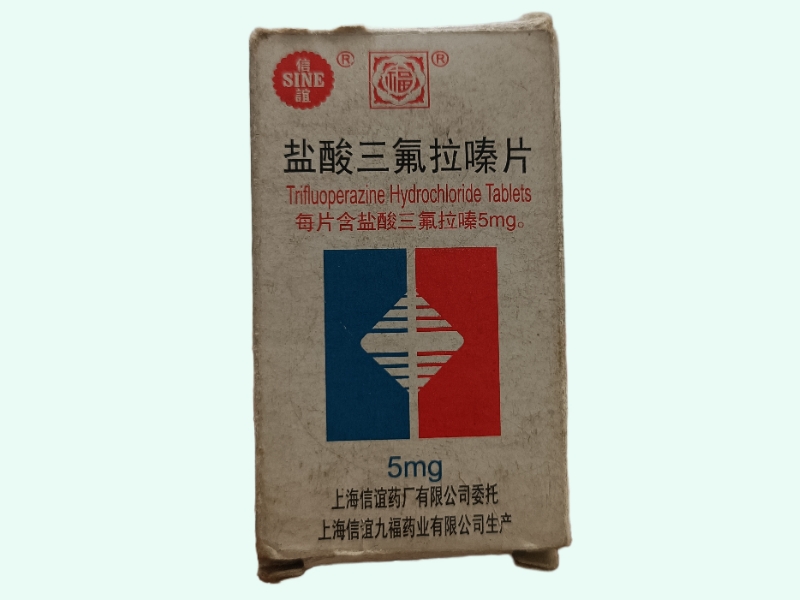 信
SINE
誼
®
福
®
盐酸三氟拉嗪片
Trifluoperazine Hydrochloride Tablets
每片含盐酸三氟拉嗪5mg。
5mg
上海信谊药厂有限公司委托
上海信谊九福药业有限公司生产